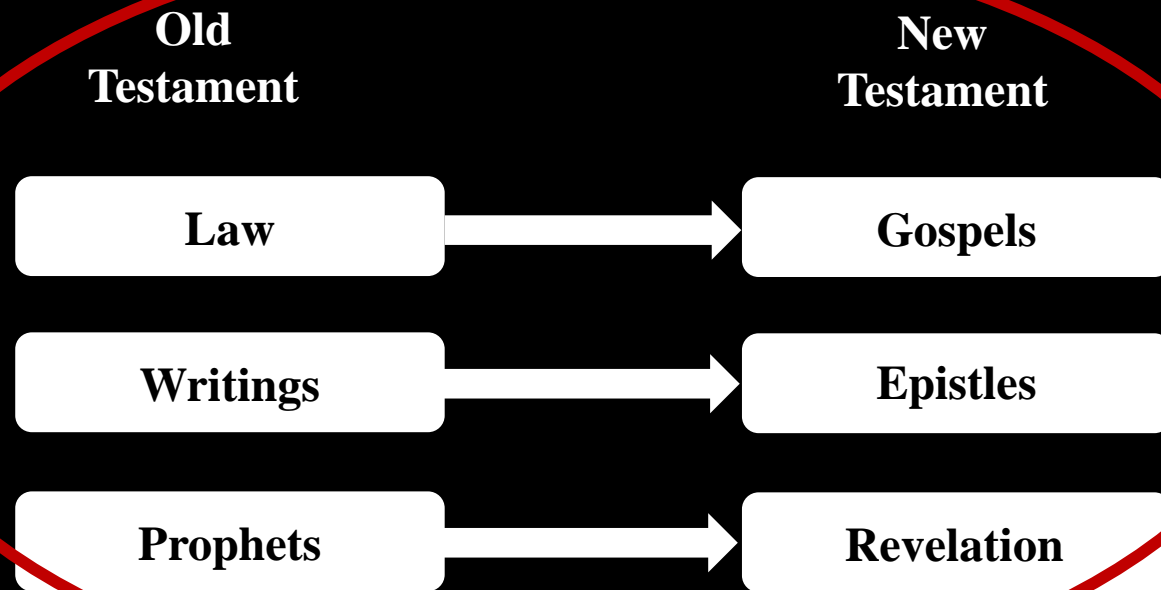 Old
Testament
New
Testament
Law
Gospels
Writings
Epistles
Prophets
Revelation